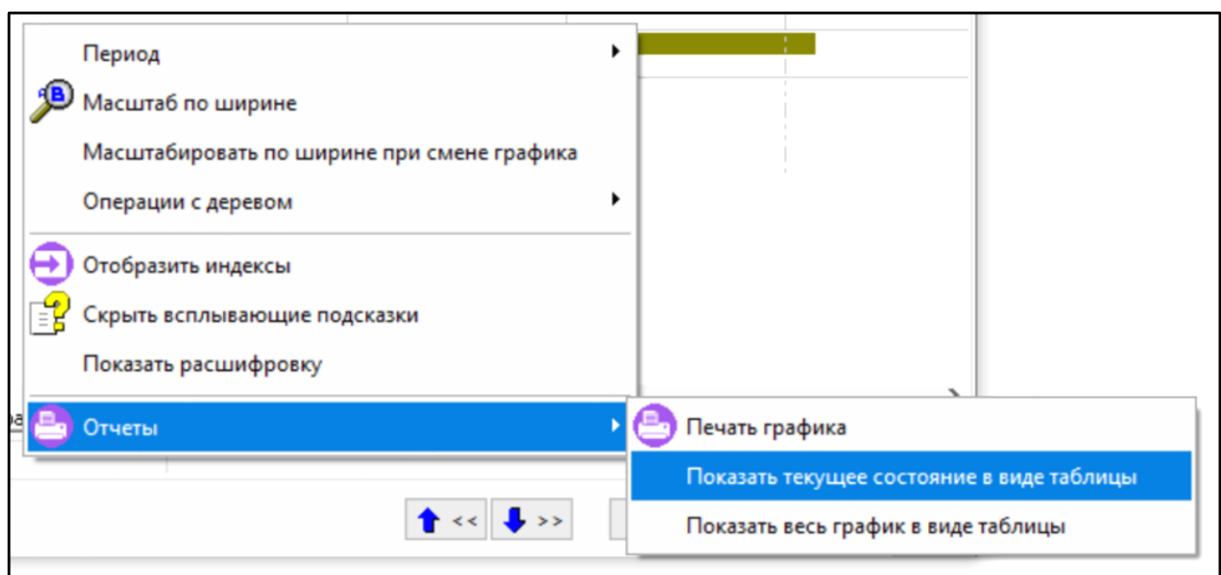 Период
Масштаб по ширине
Масштабировать по ширине при смене графика
Операции с деревом
Отобразить индексы
Скрыть всплывающие подсказки
Показать расшифровку
Отчеты
Печать графика
Показать текущее состояние в виде таблицы
Показать весь график в виде таблицы
<< >>